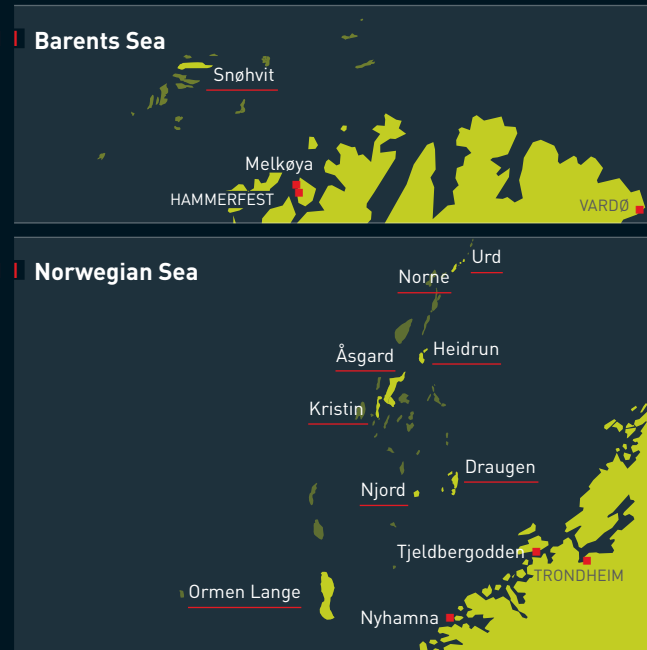 Barents Sea
Snøhvit
Melkøya
HAMMERFEST
VARDØ
Norwegian Sea
Urd
Norne
Heidrun
Åsgard
Kristin
Draugen
Njord
Tjeldbergodden
TRONDHEIM
Ormen Lange
Nyhamna